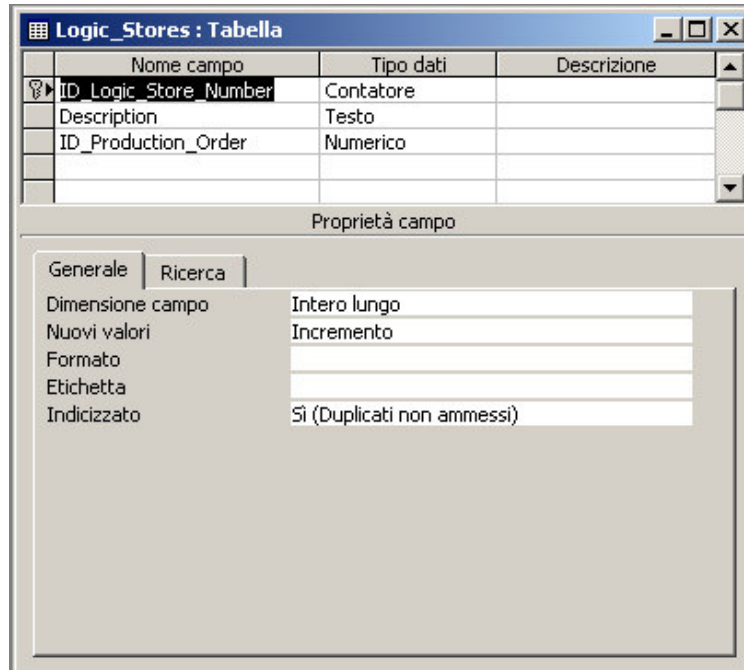 Logic_Stores : Tabella
Nome campo Tipo dati Descrizione
ID_Logic_Store_Number Contatore
Description Testo
ID_Production_Order Numerico
Proprietà campo
Generale Ricerca
Dimensione campo Intero lungo
Nuovi valori Incremento
Formato
Etichetta
Indicizzato Sì (Duplicati non ammessi)